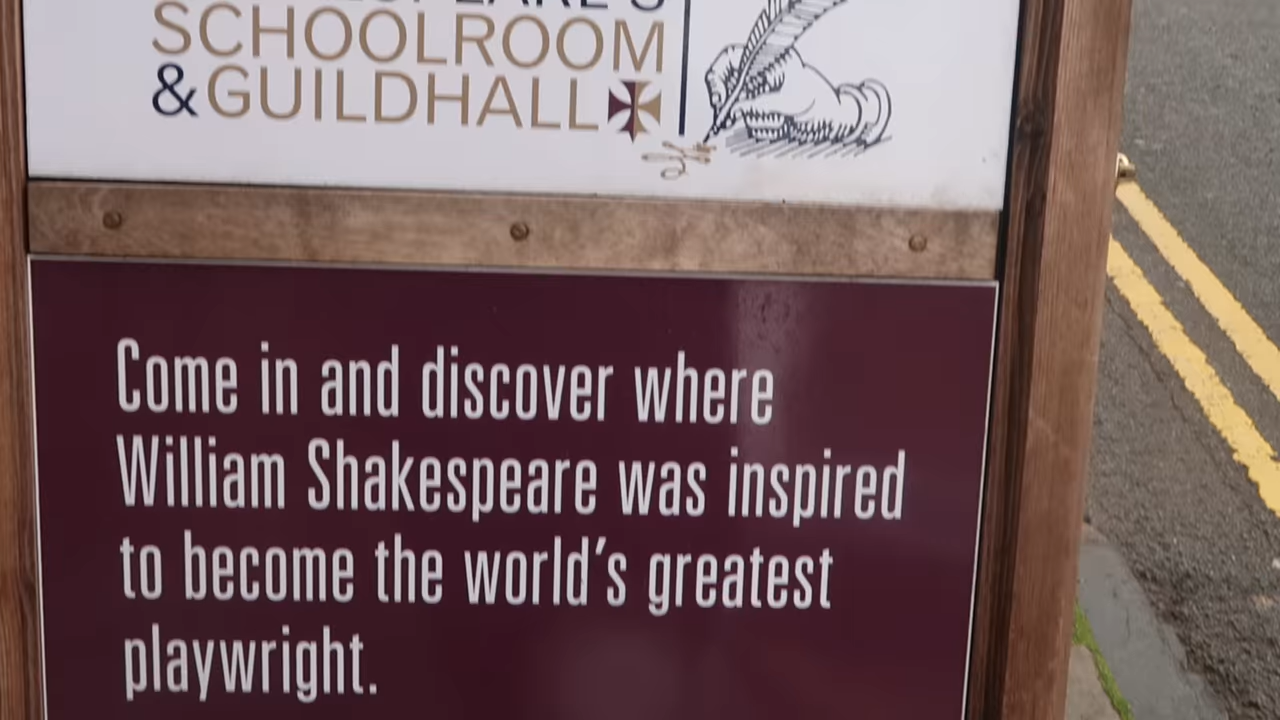 SCHOOLROOM
&GUILDHALL
Come in and discover where
William Shakespeare was inspired
to become the world's greatest
playwright.